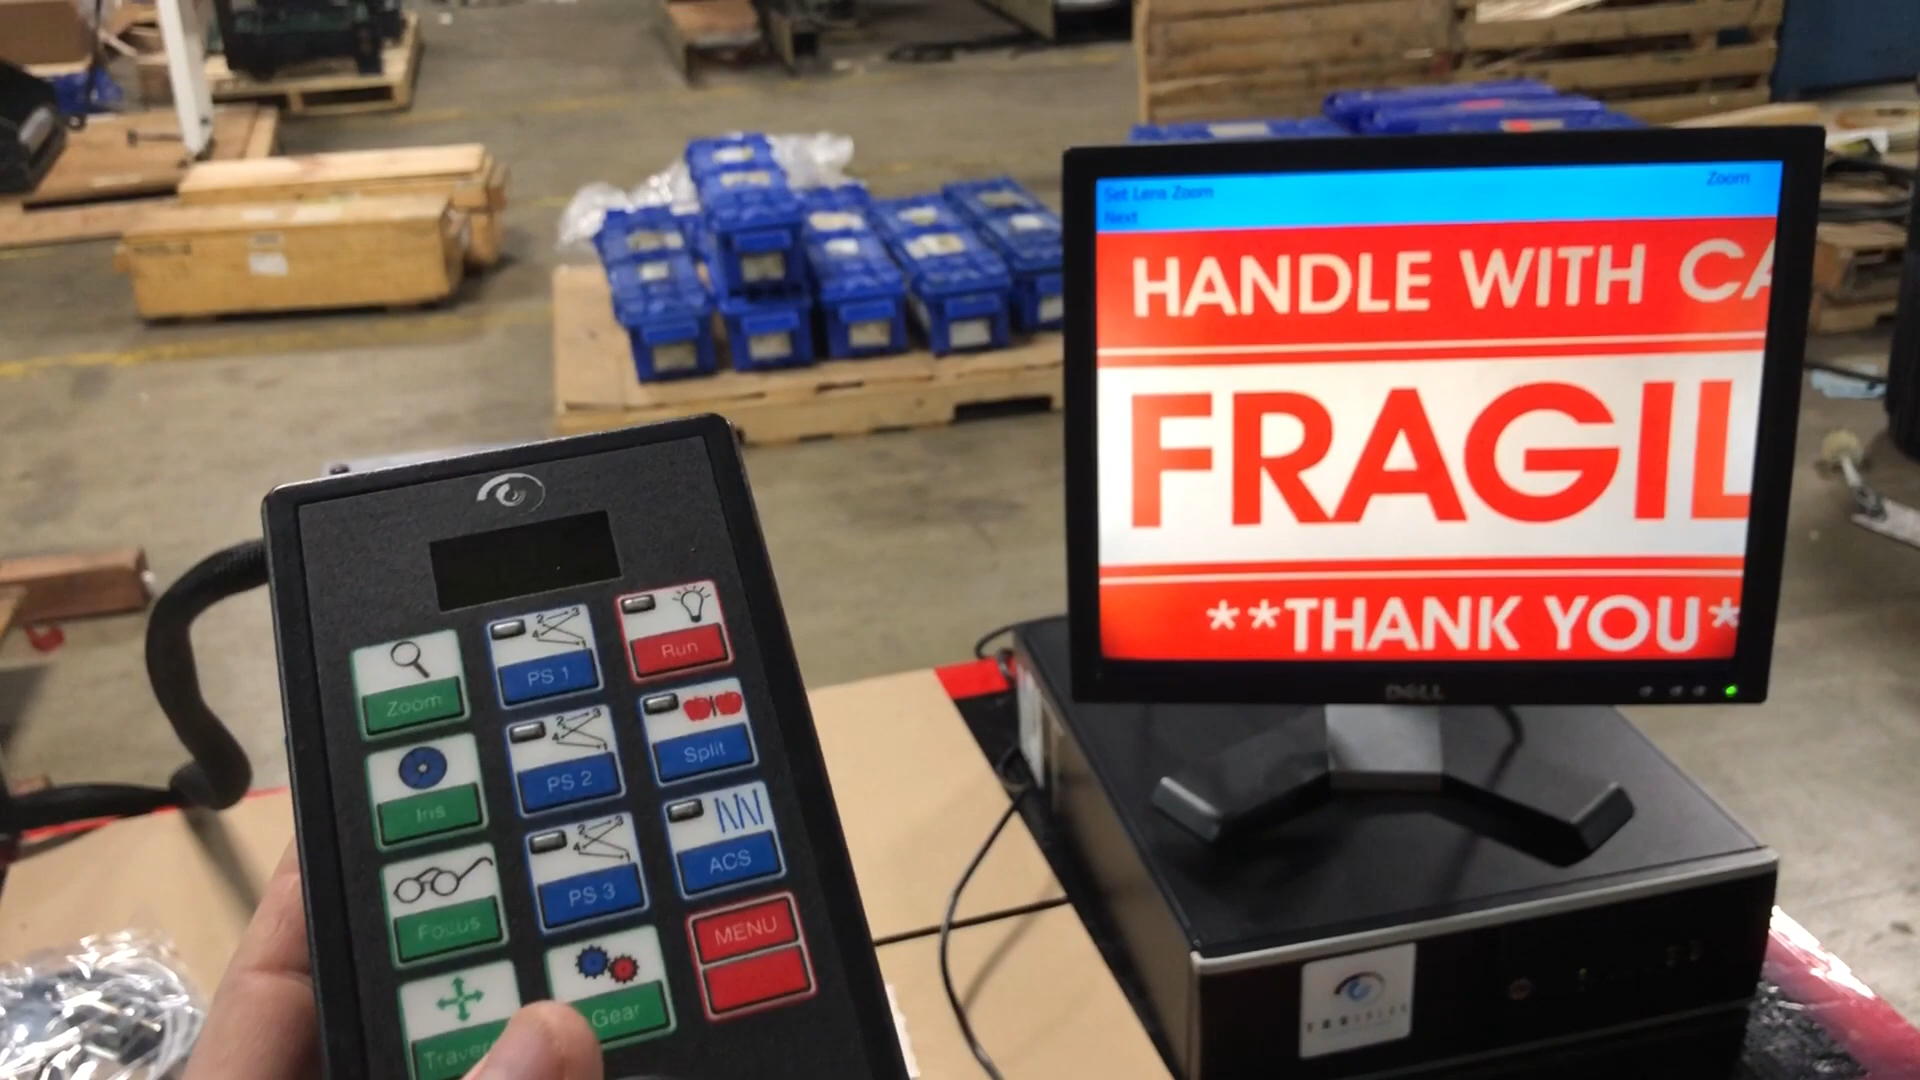 Set Lens Zoom
Zoom
Next
HANDLE WITH CA
FRAGIL
**THANK YOU*
DELL
Zoom
PS 1
Run
Iris
PS 2
Split
Focus
PS 3
ACS
Traver
Gear
MENU